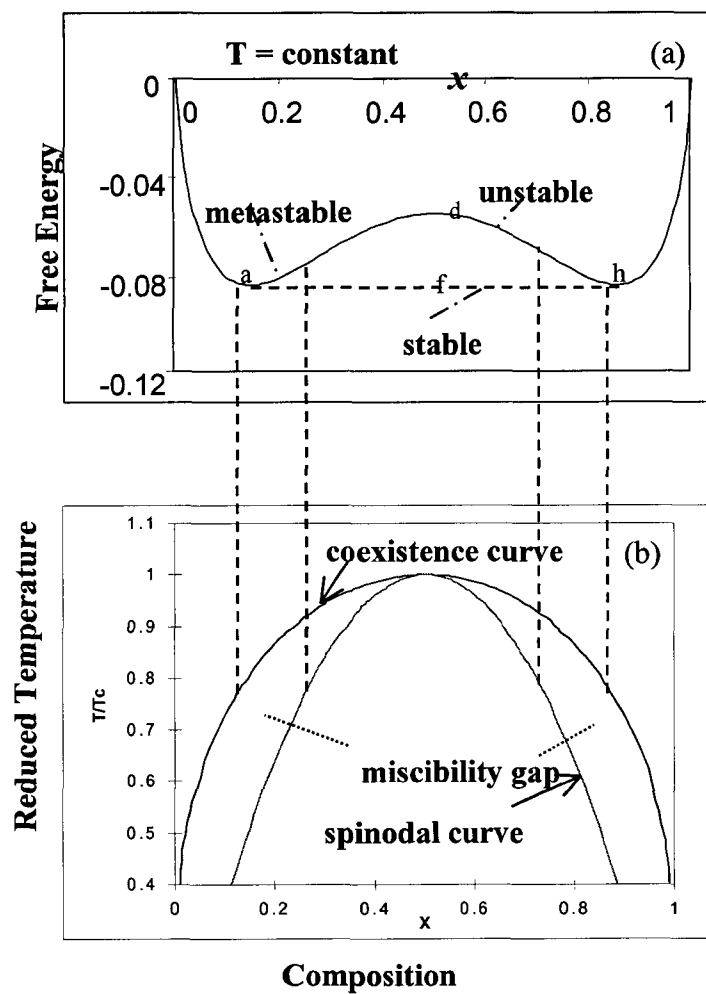 T = constant
(a)
x
0
0 0.2 0.4 0.6 0.8 1
-0.04
unstable
metastable
d
a
h
-0.08
f
stable
-0.12
Free Energy
1.1
(b)
coexistence curve
1
0.9
0.8
0.7
miscibility gap
0.6
spinodal curve
0.5
0.4
0 0.2 0.4 0.6 0.8 1
X
T/Tc
Reduced Temperature
Composition